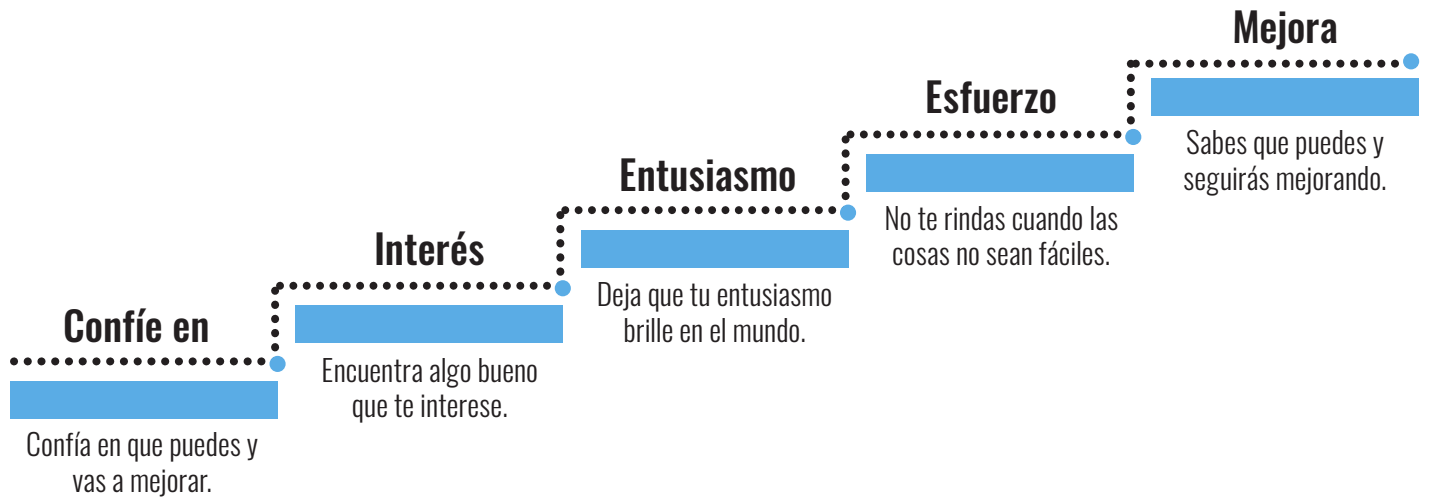 Confíe en
Confía en que puedes y
vas a mejorar.
Interés
Encuentra algo bueno
que te interese.
Entusiasmo
Deja que tu entusiasmo
brille en el mundo.
Esfuerzo
No te rindas cuando las
cosas no sean fáciles.
Mejora
Sabes que puedes y
seguirás mejorando.